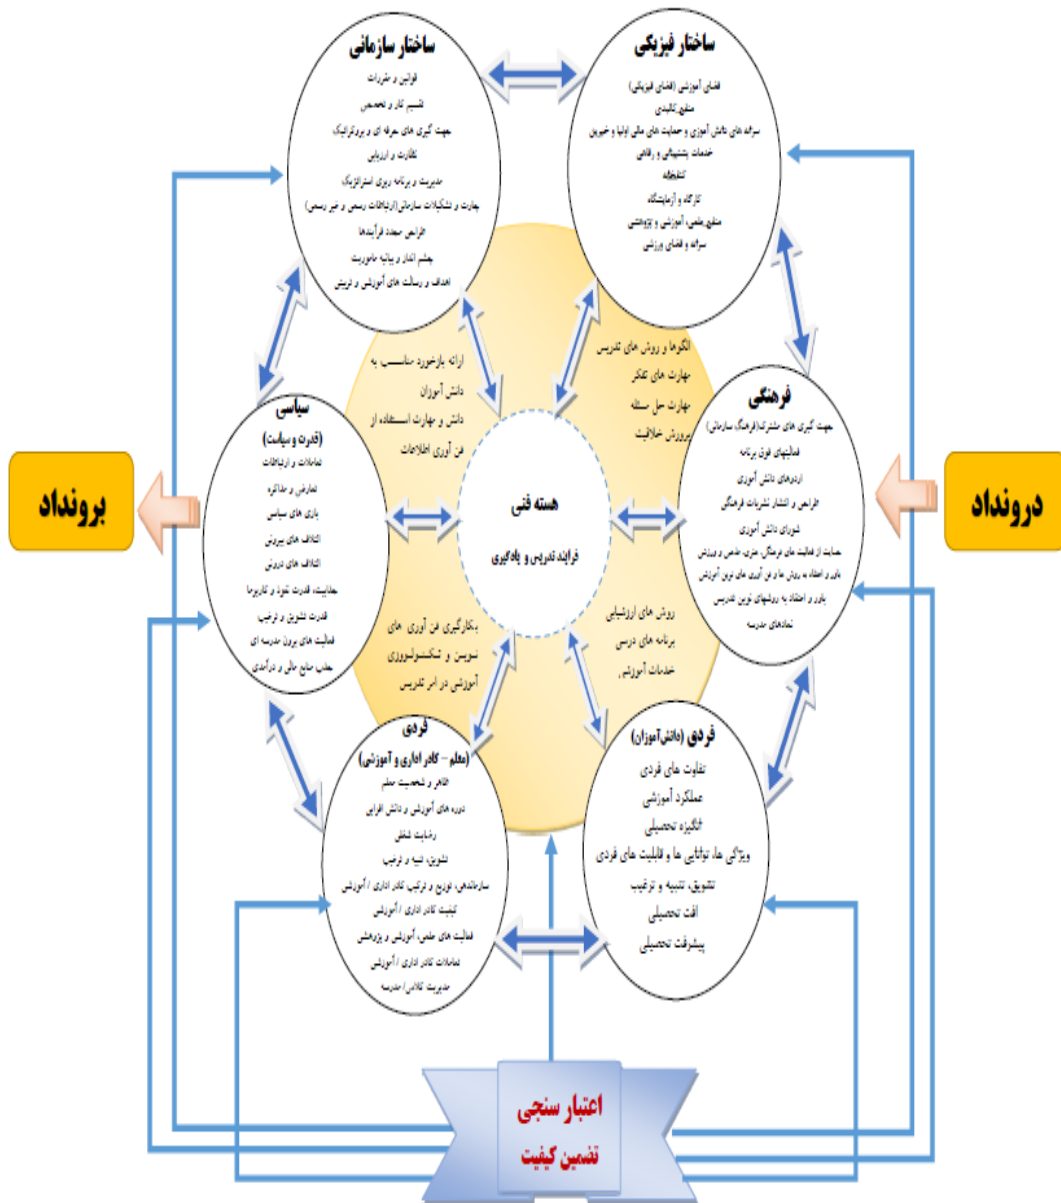 ساختار فیزیکی
فضای آموزشی (فضای فیزیکی)
منابع کالبدی
سرانه های دانش آموزی و حمایت های مالی اولیا و خیرین
خدمات پشتیبانی و رفاهی
کتابخانه
کارگاه و آزمایشگاه
منابع علمی، آموزشی و پژوهشی
سرانه و فضای ورزشی
ساختار سازمانی
قوانین و مقررات
تقسیم کار و تخصص
جهت گیری های حرفه ای و بروکراتیک
نظارت و ارزیابی
مدیریت و برنامه ریزی استراتژیک
و تشکیلات سازمانی(ارتباطات رسمی و غیر رسمی)
طراحی مجدد فرآیندها
چشم انداز و بیانیه ماموریت
اهداف و رسالت های آموزشی و تربیتی
الگوها و روش های تدریس
مهارت های تفکر
مهارت حل مسئله
پرورش خلاقیت
ارائه بازخورد مناسب به
دانش آموزان
دانش و مهارت استفاده از
فن آوری اطلاعات
درونداد
فرهنگی
جهت گیری های مشترک(فرهنگ سازمانی)
فعالیتهای فوق برنامه
اردوهای دانش آموزی
طراحی و انتشار نشریات فرهنگی
شورای دانش آموزی
حمایت از فعالیت های فرهنگی، هنری، مذهبی و ورزشی
باور و اعتقاد به روش ها و فن آوری های نوین آموزشی
باور و اعتقاد به روشهای نوین تدریس
نمادهای مدرسه
هسته فنی
فرایند تدریس و یادگیری
سیاسی
(قدرت و سیاست)
تعاملات و ارتباطات
تعارض و مذاکره
بازی های سیاسی
ائتلاف های بیرونی
ائتلاف های درونی
جذابیت، قدرت نفوذ و کاریزما
قدرت تشویق و ترغیب
فعالیت های برون مدرسه ای
جذب منابع مالی و درآمدی
برونداد
روش های ارزشیابی
برنامه های درسی
خدمات آموزشی
بکارگیری فن آوری های
نوین و تکنولوژی
آموزشی در امر تدریس
فردی (دانش‌آموزان)
تفاوت های فردی
عملکرد آموزشی
انگیزه تحصیلی
ویژگی ها، توانایی ها و قابلیت های فردی
تشویق، تنبیه و ترغیب
افت تحصیلی
پیشرفت تحصیلی
فردی
(معلم – کادر اداری و آموزشی)
ظاهر و شخصیت معلم
دوره های آموزشی و دانش افزایی
رضایت شغلی
تشویق، تنبیه و ترغیب
ساماندهی، توزیع و ترکیب کادر اداری / آموزشی
کیفیت کادر اداری / آموزشی
فعالیت های علمی، آموزشی و پژوهشی
تعاملات کادر اداری / آموزشی
مدیریت کلاس/ مدرسه
اعتبار سنجی
تضمین کیفیت